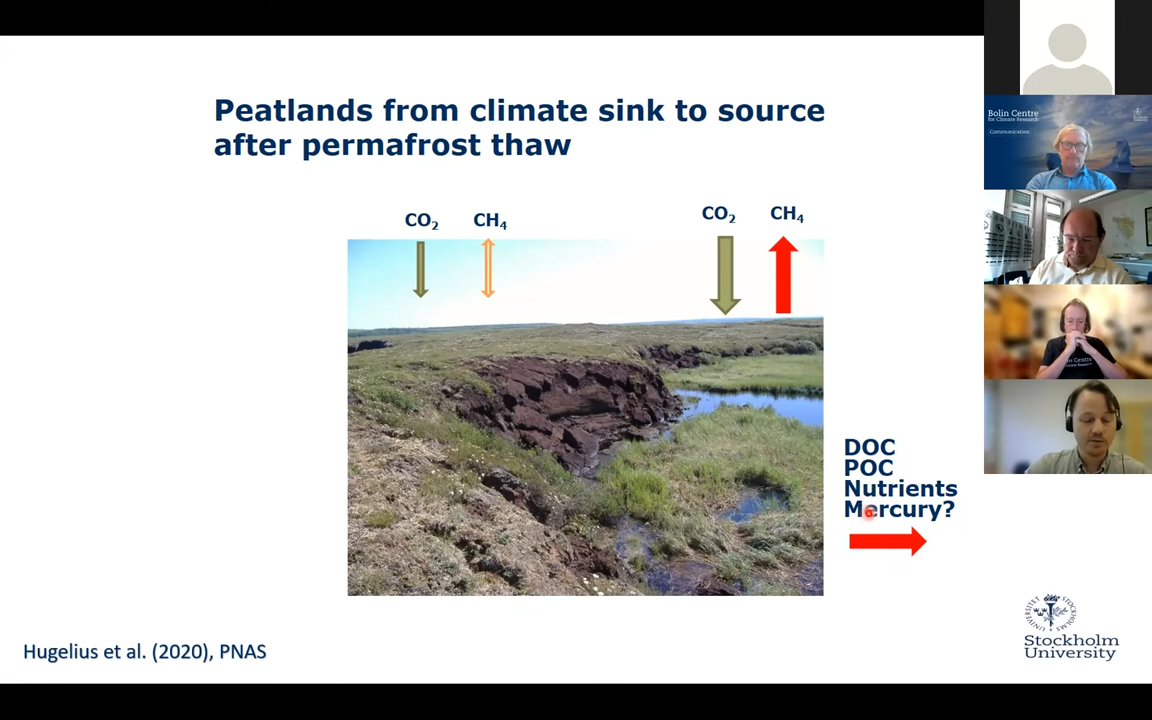 Peatlands from climate sink to source
after permafrost thaw
CO₂ CH₄
CO₂ CH₄
DOC
POC
Nutrients
Mercury?
Hugelius et al. (2020), PNAS
Stockholm
University
Bolin Centre
for Climate Research
Communication